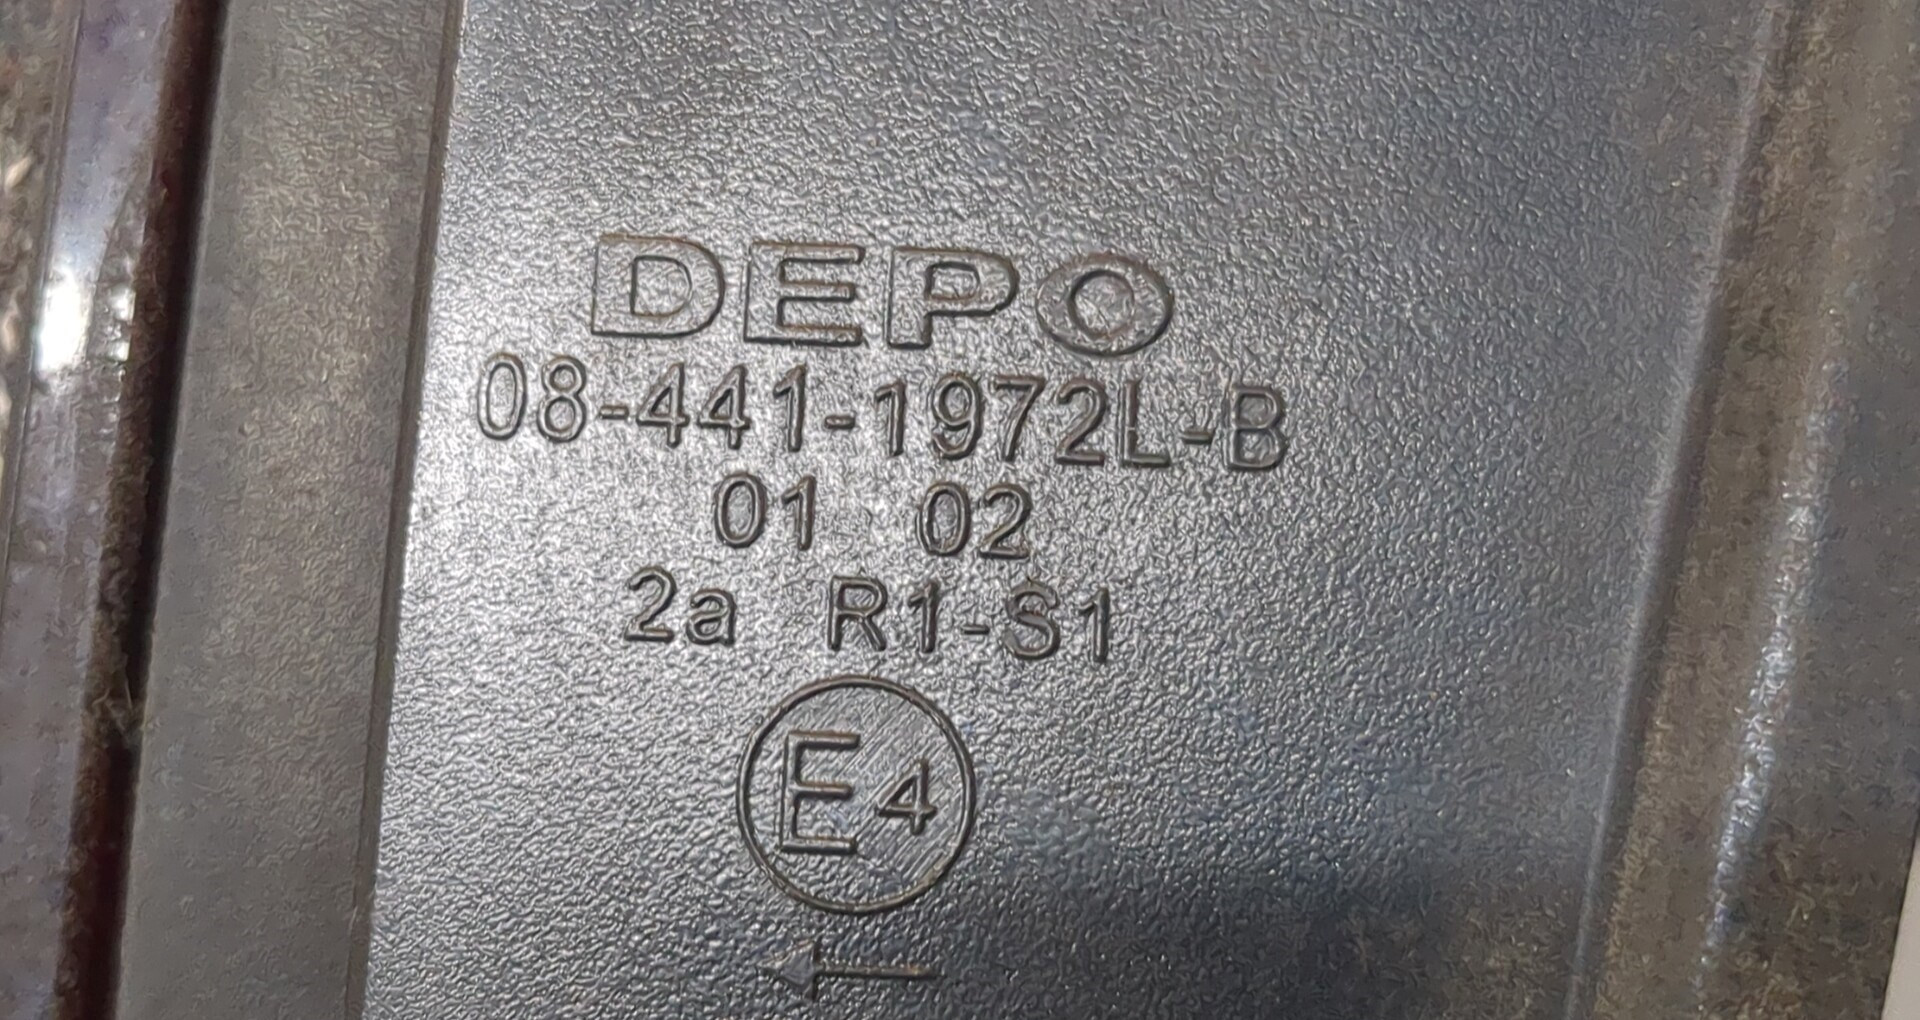 DEPO
08-441-1972L-B
01 02
2a R1-S1
E4
←